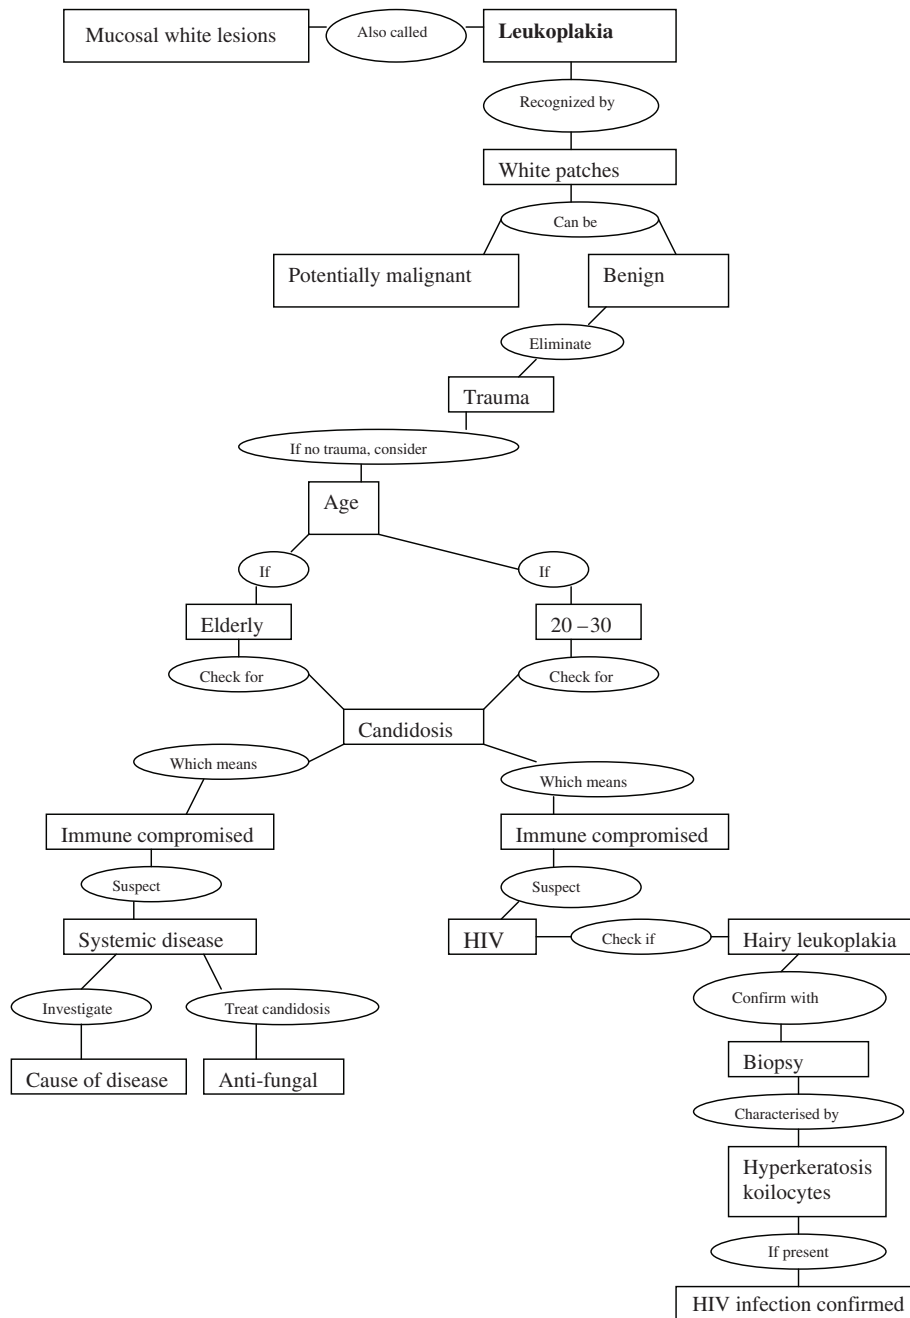 Mucosal white lesions
Also called
Leukoplakia
Recognized by
White patches
Can be
Potentially malignant
Benign
Eliminate
Trauma
If no trauma, consider
Age
If
If
Elderly
20 – 30
Check for
Check for
Candidosis
Which means
Which means
Immune compromised
Immune compromised
Suspect
Suspect
Systemic disease
HIV
Check if
Hairy leukoplakia
Investigate
Treat candidosis
Confirm with
Cause of disease
Anti-fungal
Biopsy
Characterised by
Hyperkeratosis
koilocytes
If present
HIV infection confirmed